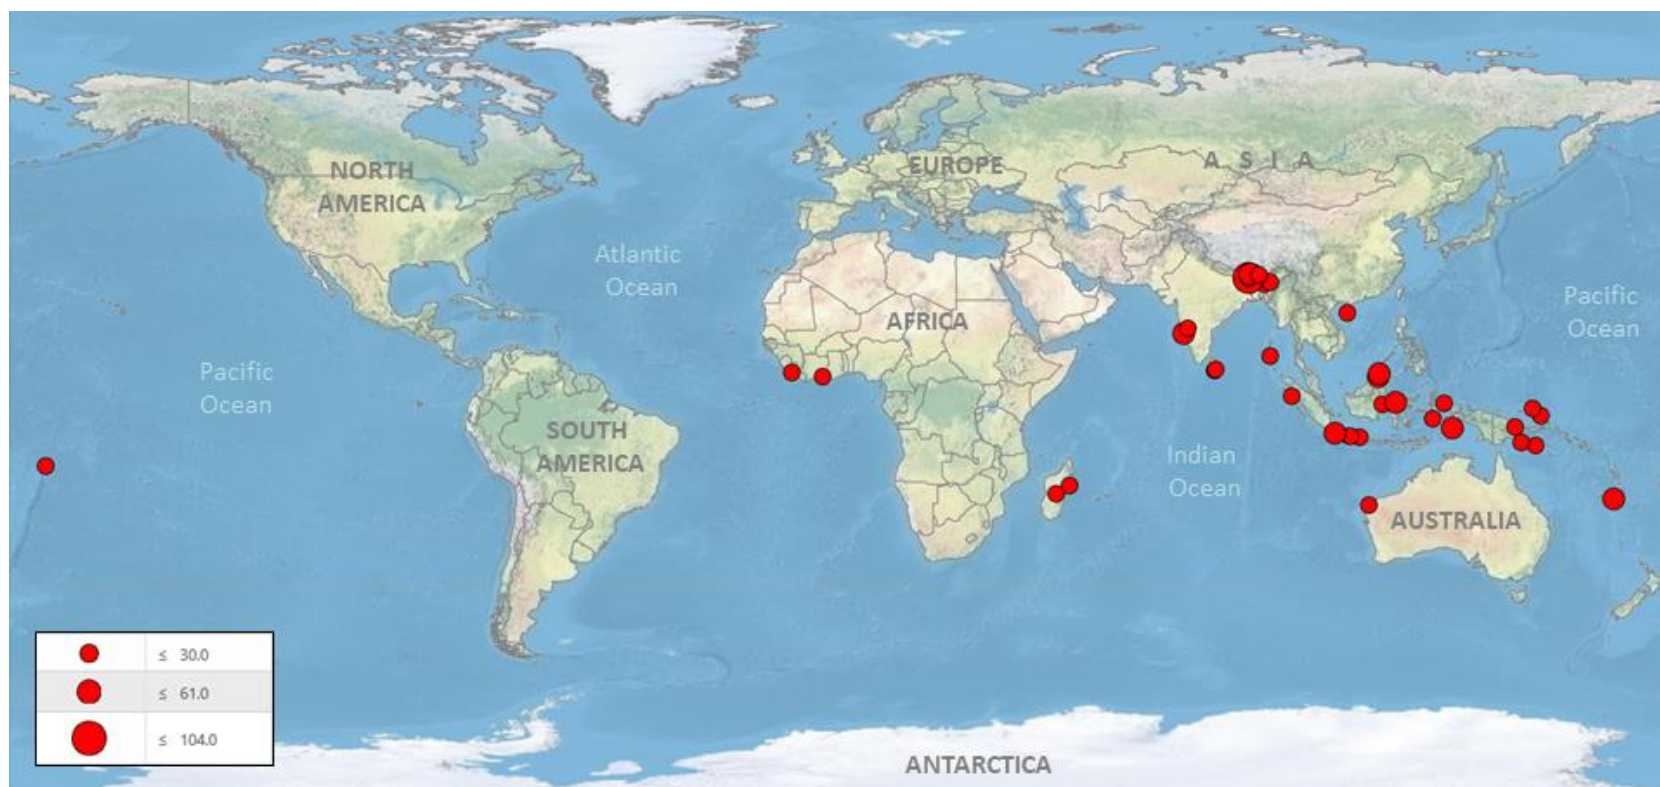 NORTH
AMERICA
EUROPE
A S I A
Atlantic
Ocean
Pacific
Ocean
AFRICA
Pacific
Ocean
SOUTH
AMERICA
Indian
Ocean
AUSTRALIA
≤ 30.0
≤ 61.0
≤ 104.0
ANTARCTICA